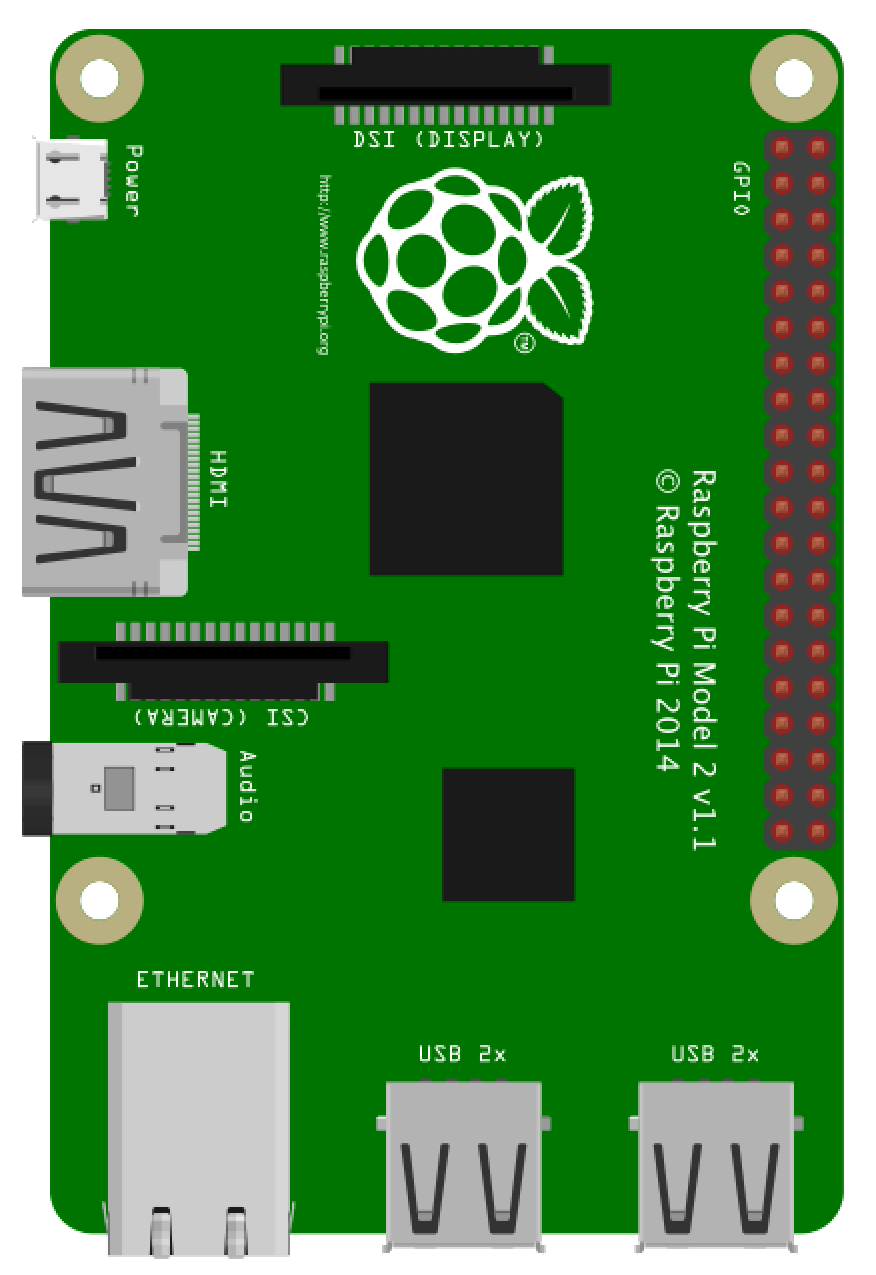 DSI (DISPLAY)
Power
http://www.raspberrypi.org
GPIO
TM
HDMI
Raspberry Pi Model 2 v1.1
© Raspberry Pi 2014
CSI (CAMERA)
Audio
ETHERNET
USB 2x
USB 2x